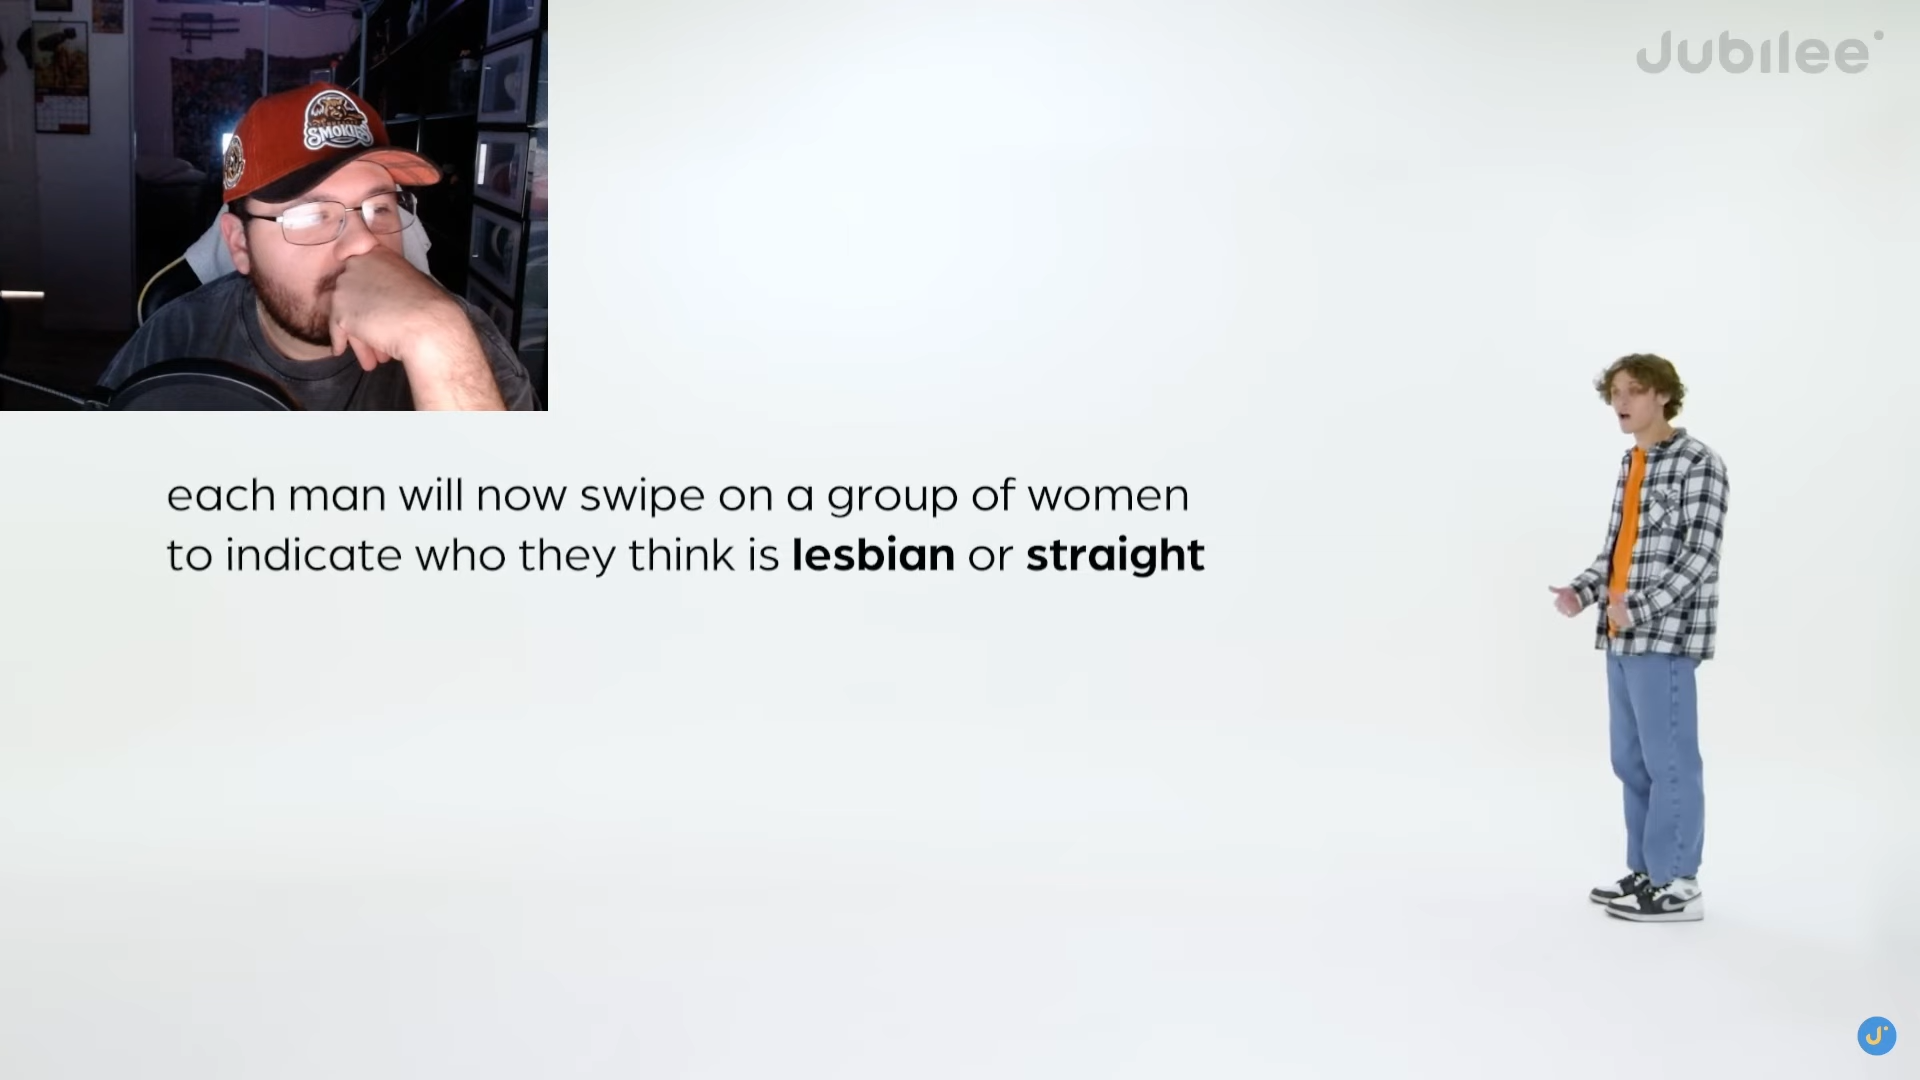 Jubilee
SMOKIES
each man will now swipe on a group of women
to indicate who they think is lesbian or straight